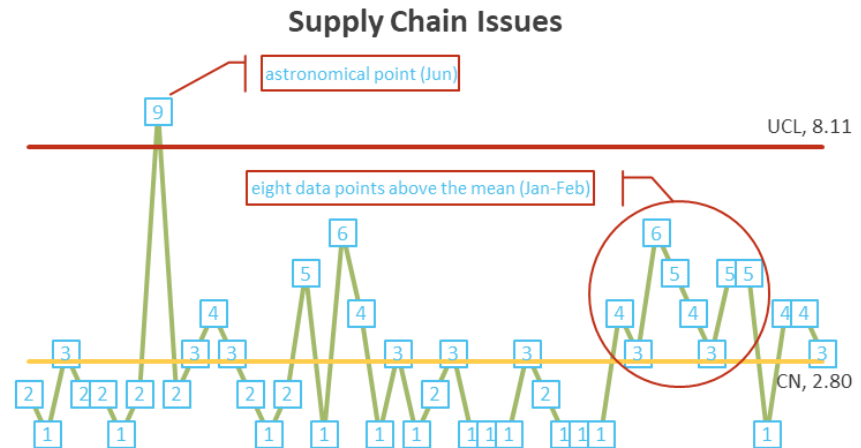 Supply Chain Issues
astronomical point (Jun)
9
UCL, 8.11
eight data points above the mean (Jan-Feb)
6 6
5 5 5 5
4 4 4 4 4 4
3 3 3 3 3 3 3 3 3
CN, 2.80
2 2 2 2 2 2 2 2 2
1 1 1 1 1 1 1 1 1 1 1 1 1